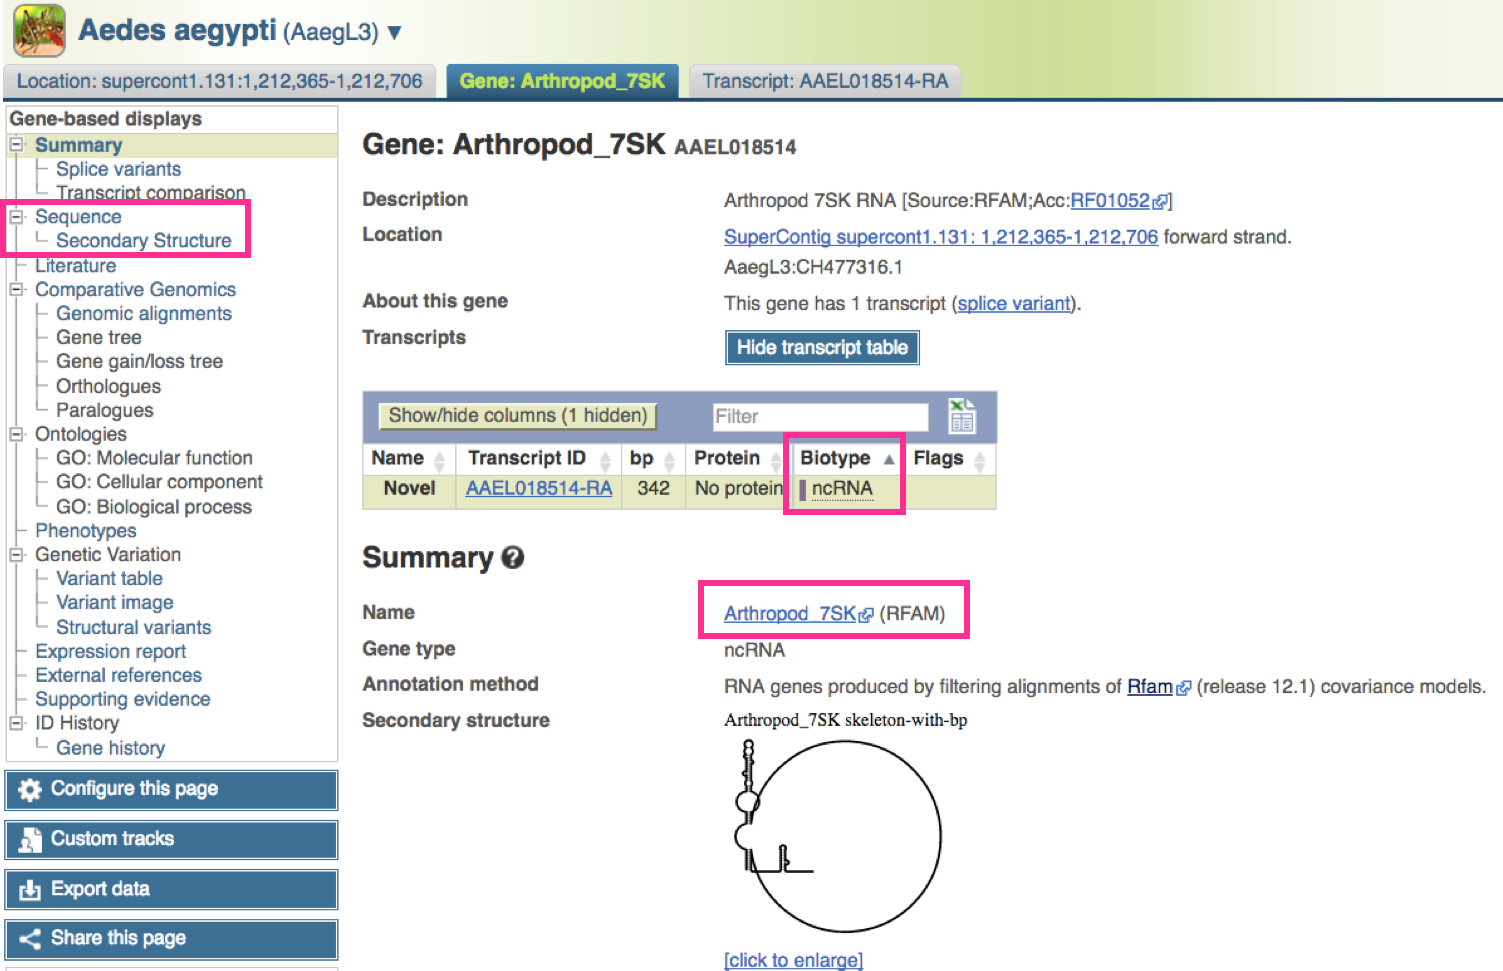 Aedes aegypti (AaegL3) ▼
Location: supercont1.131:1,212,365-1,212,706
Gene: Arthropod_7SK
Transcript: AAEL018514-RA
Gene-based displays
Summary
Splice variants
Transcript comparison
Sequence
Secondary Structure
Literature
Comparative Genomics
Genomic alignments
Gene tree
Gene gain/loss tree
Orthologues
Paralogues
Ontologies
GO: Molecular function
GO: Cellular component
GO: Biological process
Phenotypes
Genetic Variation
Variant table
Variant image
Structural variants
Expression report
External references
Supporting evidence
ID History
Gene history
Configure this page
Custom tracks
Export data
Share this page
Gene: Arthropod_7SK AAEL018514
Description Arthropod 7SK RNA [Source:RFAM;Acc:RF01052]
Location SuperContig supercont1.131: 1,212,365-1,212,706 forward strand.
AaegL3:CH477316.1
About this gene This gene has 1 transcript (splice variant).
Transcripts Hide transcript table
Show/hide columns (1 hidden) Filter
Name Transcript ID bp Protein Biotype Flags
Novel AAEL018514-RA 342 No protein ncRNA
Summary ?
Name Arthropod_7SK (RFAM)
Gene type ncRNA
Annotation method RNA genes produced by filtering alignments of Rfam (release 12.1) covariance models.
Secondary structure Arthropod_7SK skeleton-with-bp
[click to enlarge]